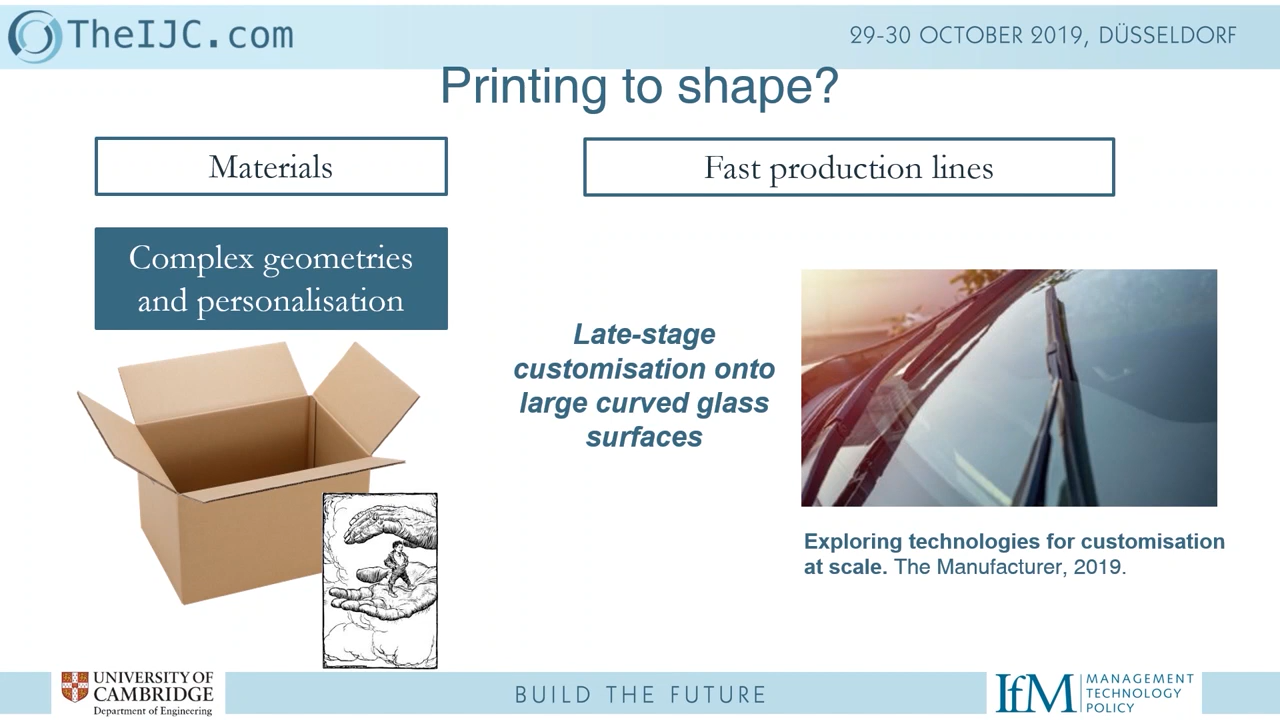 TheIJC.com
29-30 OCTOBER 2019, DÜSSELDORF
Printing to shape?
Materials
Fast production lines
Complex geometries
and personalisation
Late-stage
customisation onto
large curved glass
surfaces
Exploring technologies for customisation
at scale. The Manufacturer, 2019.
UNIVERSITY OF
CAMBRIDGE
Department of Engineering
BUILD THE FUTURE
IfM
MANAGEMENT
TECHNOLOGY
POLICY